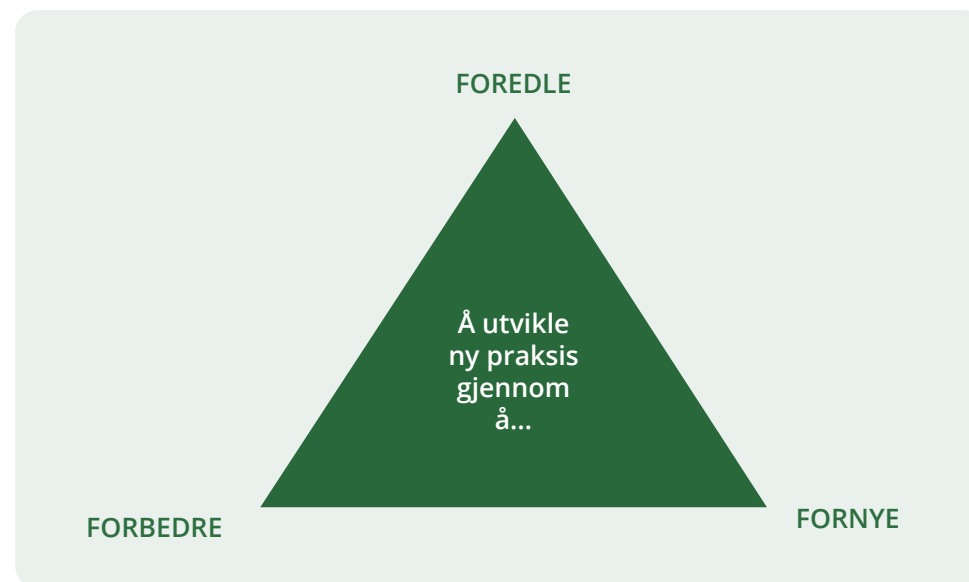 FOREDLE
Å utvikle
ny praksis
gjennom
å...
FORBEDRE
FORNYE